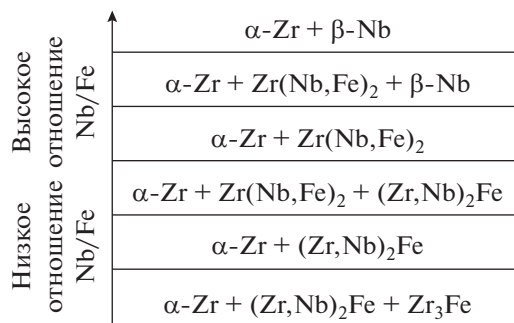 α-Zr + β-Nb
α-Zr + Zr(Nb,Fe)₂ + β-Nb
α-Zr + Zr(Nb,Fe)₂
α-Zr + Zr(Nb,Fe)₂ + (Zr,Nb)₂Fe
α-Zr + (Zr,Nb)₂Fe
α-Zr + (Zr,Nb)₂Fe + Zr₃Fe
Высокое
отношение
Nb/Fe
Низкое
отношение
Nb/Fe